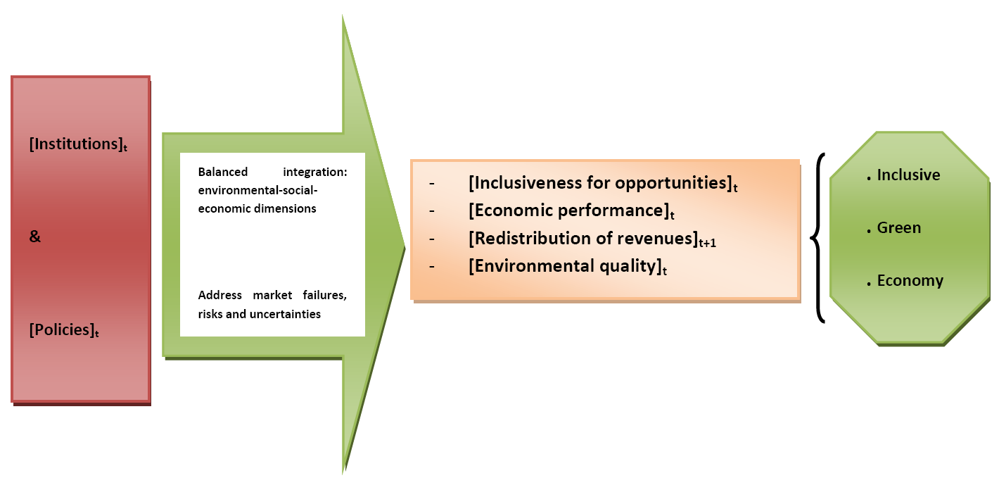 [Institutions]t
&
[Policies]t
Balanced integration:
environmental-social-
economic dimensions
Address market failures,
risks and uncertainties
- [Inclusiveness for opportunities]t
- [Economic performance]t
- [Redistribution of revenues]t+1
- [Environmental quality]t
. Inclusive
. Green
. Economy